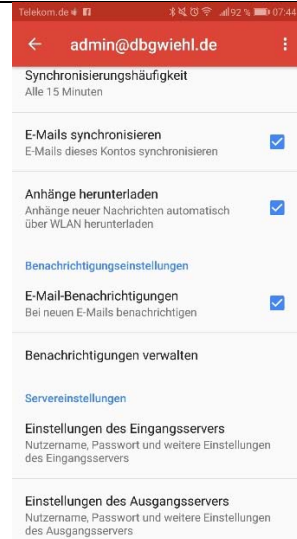 Telekom.de 92 % 07:44
admin@dbgwiehl.de
Synchronisierungshäufigkeit
Alle 15 Minuten
E-Mails synchronisieren
E-Mails dieses Kontos synchronisieren
Anhänge herunterladen
Anhänge neuer Nachrichten automatisch
über WLAN herunterladen
Benachrichtigungseinstellungen
E-Mail-Benachrichtigungen
Bei neuen E-Mails benachrichtigen
Benachrichtigungen verwalten
Servereinstellungen
Einstellungen des Eingangsservers
Nutzername, Passwort und weitere Einstellungen
des Eingangsservers
Einstellungen des Ausgangsservers
Nutzername, Passwort und weitere Einstellungen
des Ausgangsservers